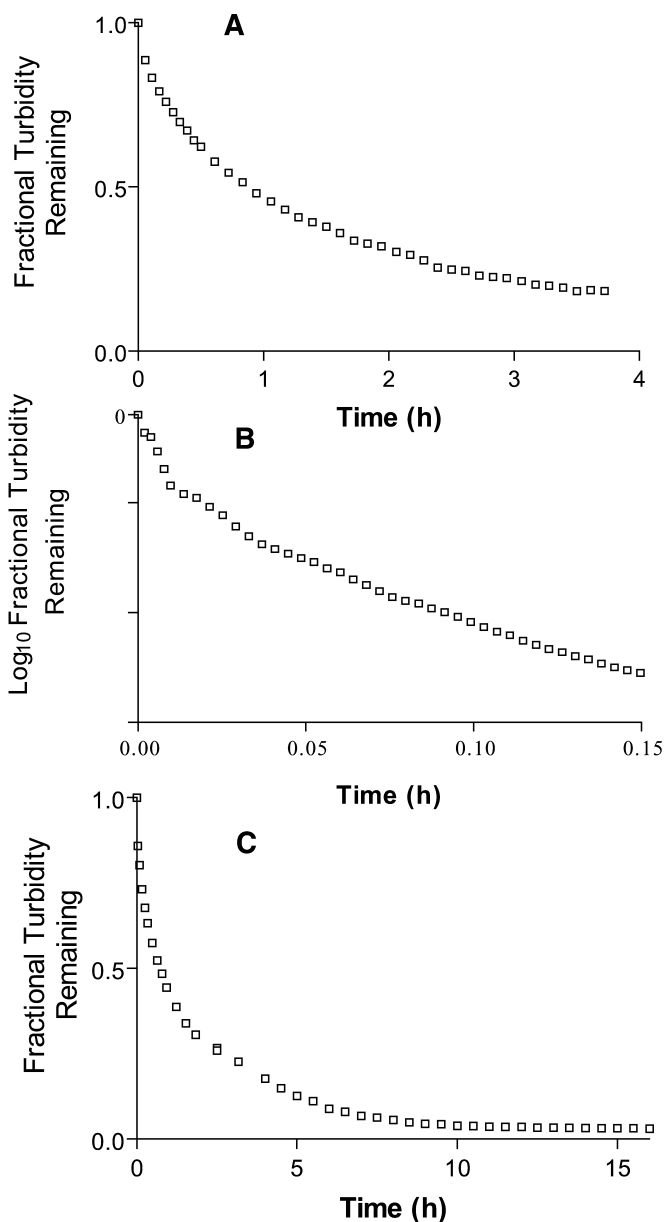 A
1.0
0.5
0.0
Fractional Turbidity
Remaining
0 1 2 3 4
Time (h)
B
0
Log10 Fractional Turbidity
Remaining
0.00 0.05 0.10 0.15
Time (h)
C
1.0
0.5
0.0
Fractional Turbidity
Remaining
0 5 10 15
Time (h)